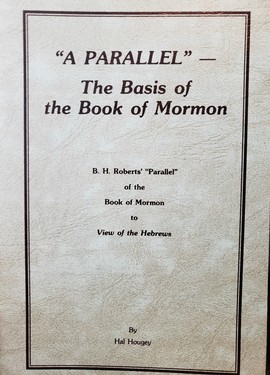 "A PARALLEL" —
The Basis of
the Book of Mormon
B. H. Roberts' "Parallel"
of the
Book of Mormon
to
View of the Hebrews
By
Hal Hougey